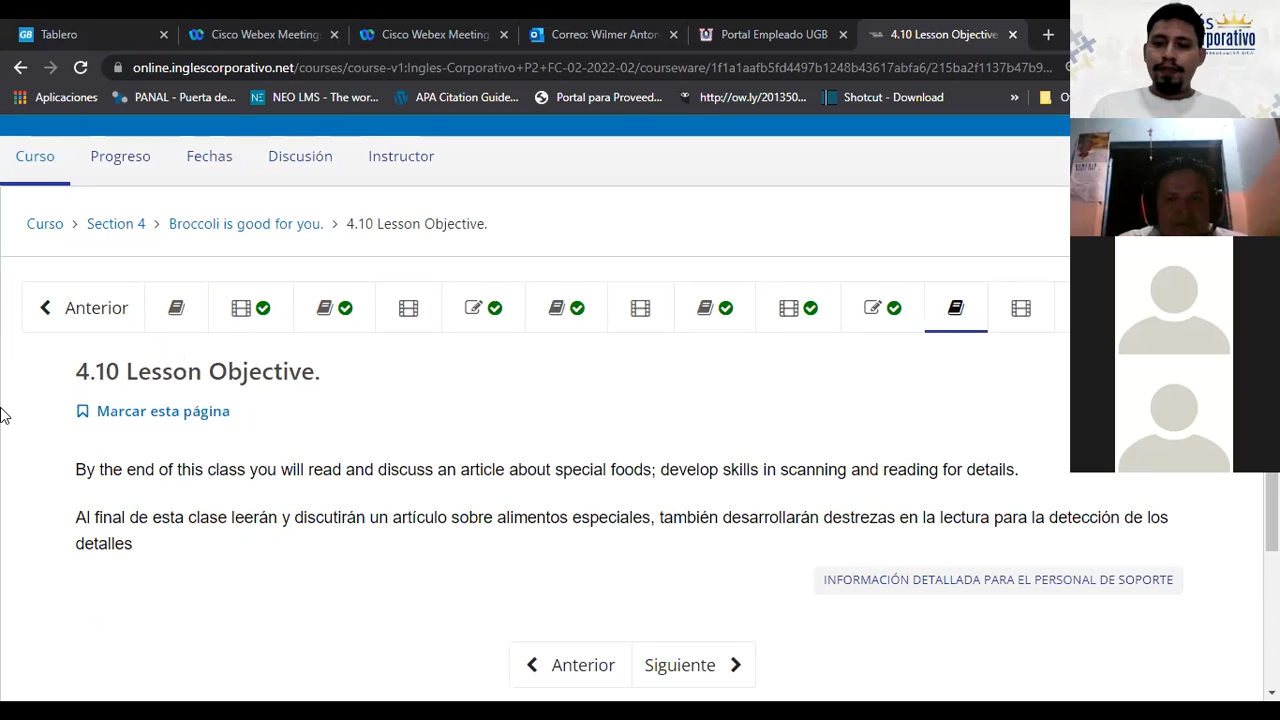 GB Tablero
Cisco Webex Meeting
Cisco Webex Meeting
Correo: Wilmer Anton
Portal Empleado UGB
4.10 Lesson Objective.
online.inglescorporativo.net/courses/course-v1:Ingles-Corporativo+P2+CC-02-2022-02/courseware/1f1a1aafb5fd4497b1248b43617abfa6/215ba2f1137b47b9...
Aplicaciones
PANAL - Puerta de...
NE NEO LMS - The wor...
APA Citation Guide...
Portal para Proveed...
http://ow.ly/201350...
Shotcut - Download
»
Curso
Progreso
Fechas
Discusión
Instructor
Curso > Section 4 > Broccoli is good for you. > 4.10 Lesson Objective.
Anterior
4.10 Lesson Objective.
Marcar esta página
By the end of this class you will read and discuss an article about special foods; develop skills in scanning and reading for details.
Al final de esta clase leerán y discutirán un artículo sobre alimentos especiales, también desarrollarán destrezas en la lectura para la detección de los
detalles
INFORMACIÓN DETALLADA PARA EL PERSONAL DE SOPORTE
Anterior
Siguiente